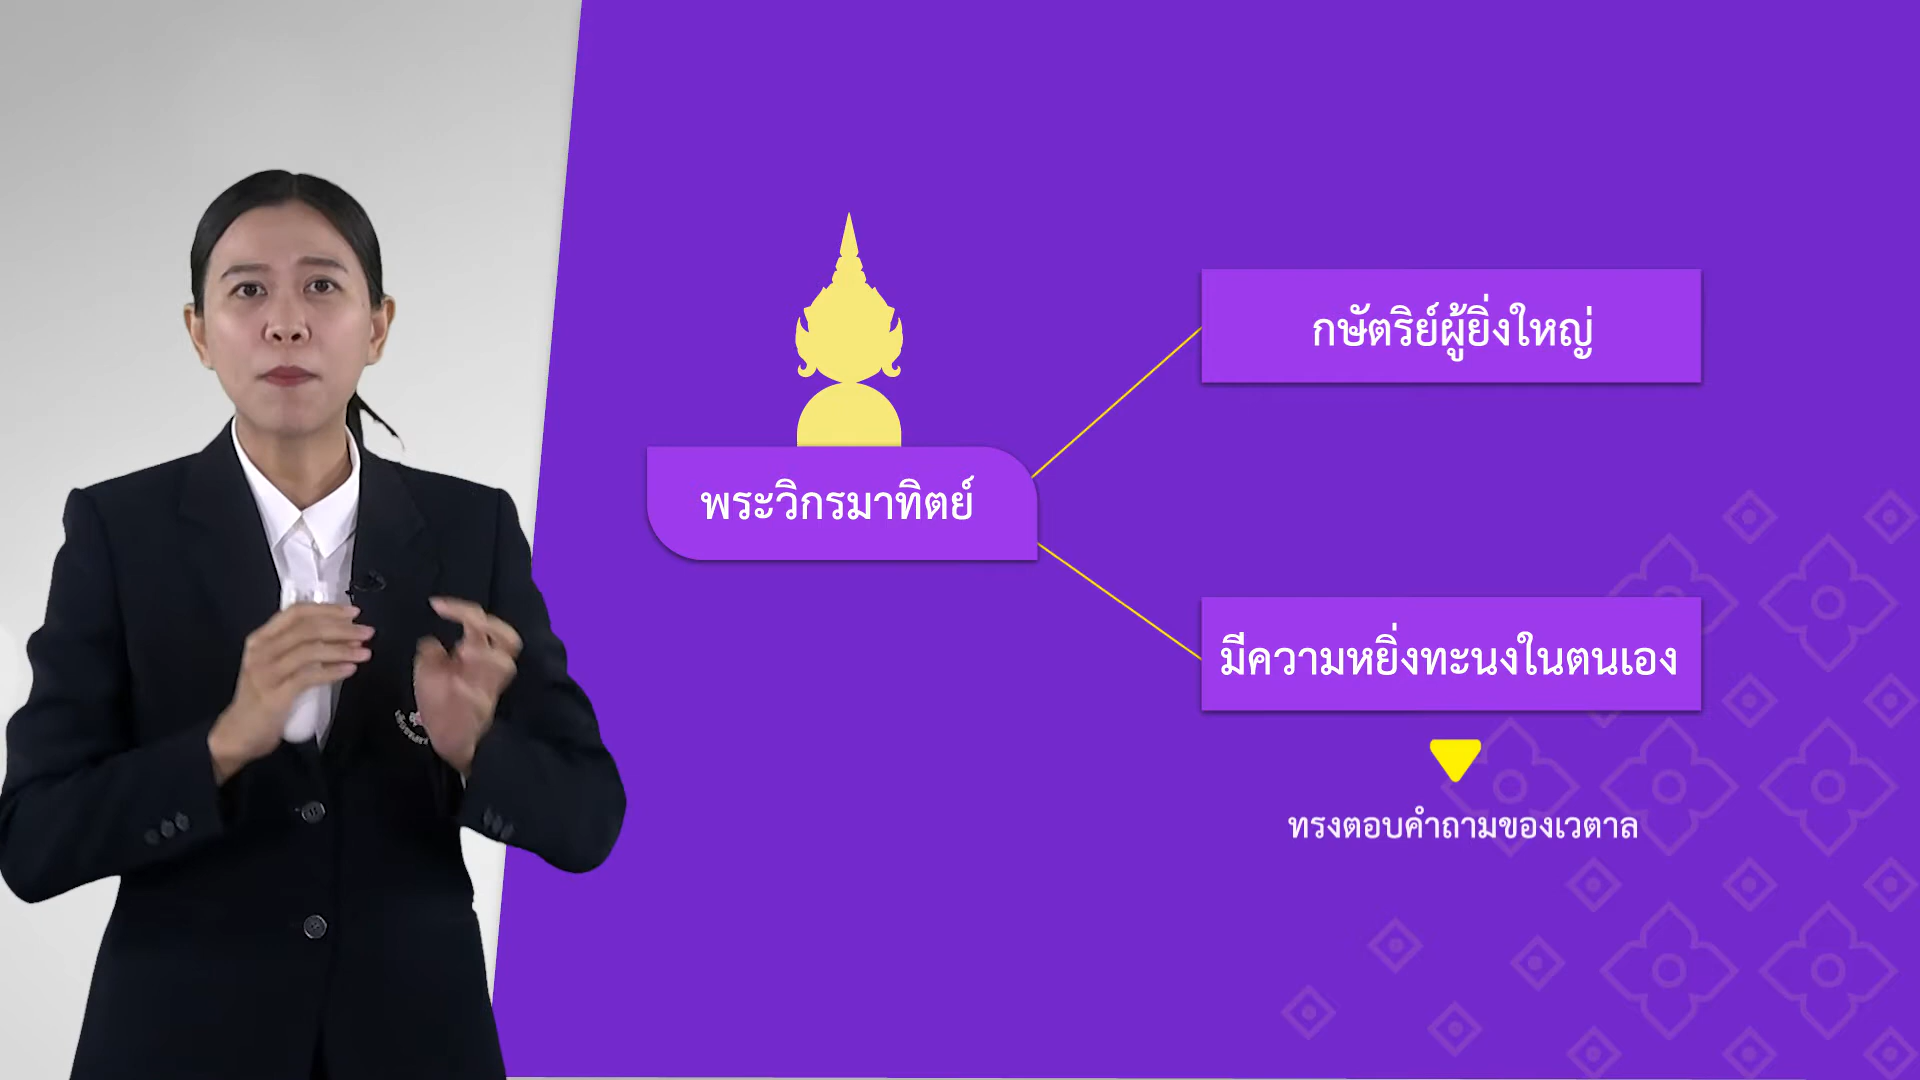 พระวิกรมาทิตย์
กษัตริย์ผู้ยิ่งใหญ่
มีความหยิ่งทะนงในตนเอง
ทรงตอบคำถามของเวตาล